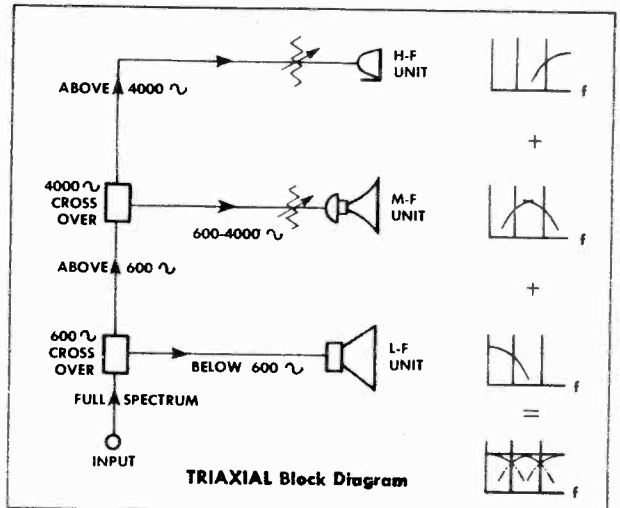 H-F
UNIT
ABOVE 4000 ∿
f
+
4000 ∿
CROSS
OVER
M-F
UNIT
600-4000 ∿
+
ABOVE 600 ∿
600 ∿
CROSS
OVER
L-F
UNIT
BELOW 600 ∿
f
FULL SPECTRUM
=
INPUT
TRIAXIAL Block Diagram
f